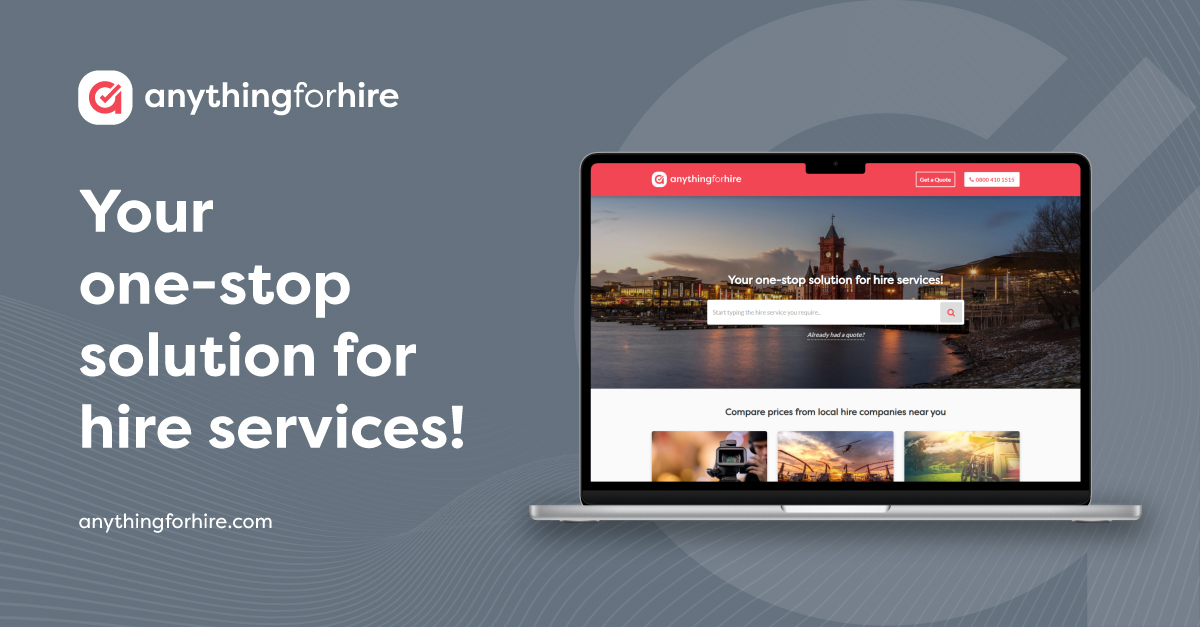 anythingforhire
Your
one-stop
solution for
hire services!
anythingforhire.com
anythingforhire
Get a Quote
0800 410 1515
Your one-stop solution for hire services!
Start typing the hire service you require...
Already had a quote?
Compare prices from local hire companies near you